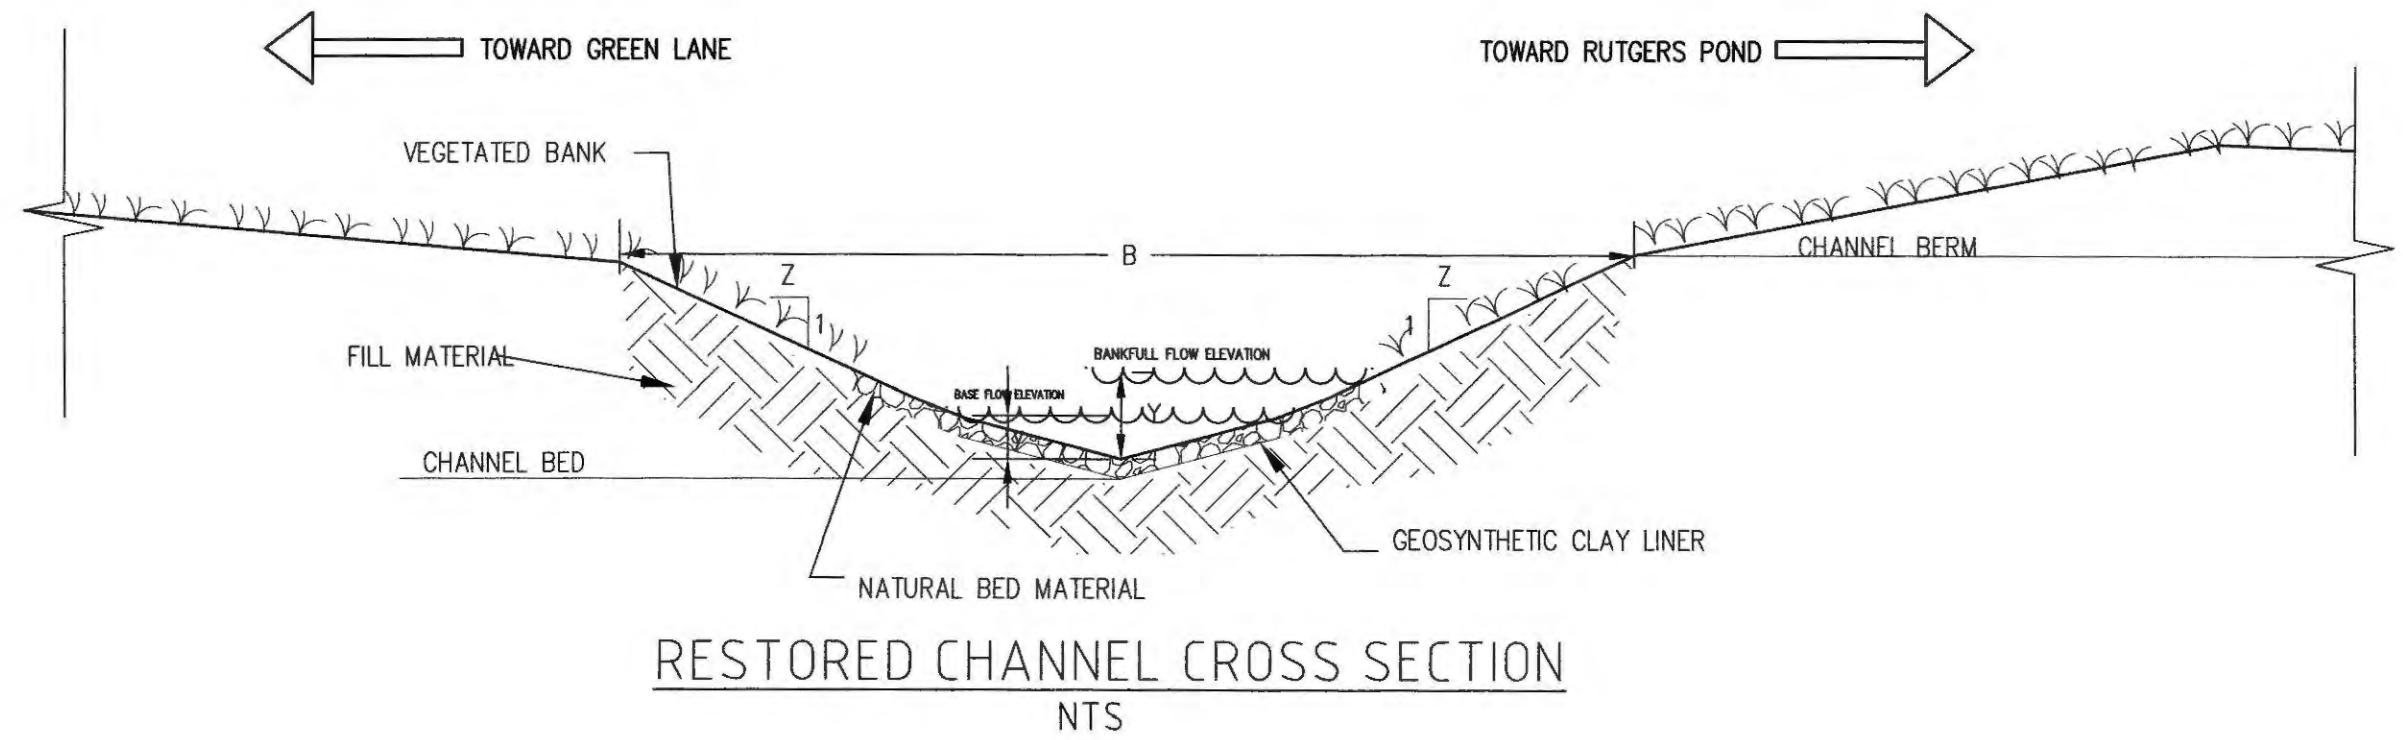 TOWARD GREEN LANE
TOWARD RUTGERS POND
VEGETATED BANK
B
CHANNEL BERM
Z
Z
1
1
FILL MATERIAL
BANKFULL FLOW ELEVATION
BASE FLOW ELEVATION
Y
CHANNEL BED
GEOSYNTHETIC CLAY LINER
NATURAL BED MATERIAL
RESTORED CHANNEL CROSS SECTION
NTS